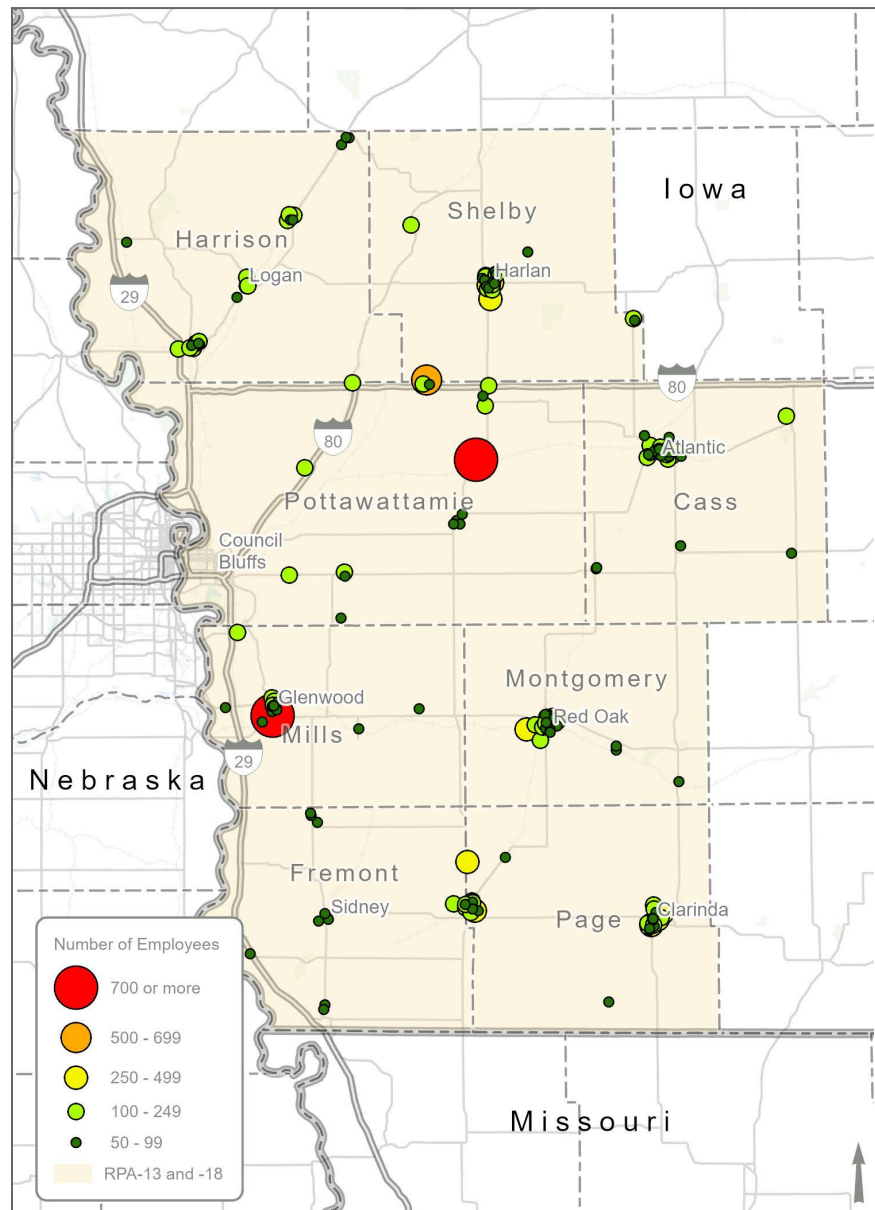 Iowa
Shelby
Harrison
Harlan
Logan
29
80
80
Atlantic
Pottawattamie
Cass
Council
Bluffs
Montgomery
Glenwood
Red Oak
Mills
29
Nebraska
Fremont
Sidney
Clarinda
Page
Number of Employees
700 or more
500 - 699
250 - 499
100 - 249
50 - 99
RPA-13 and -18
Missouri